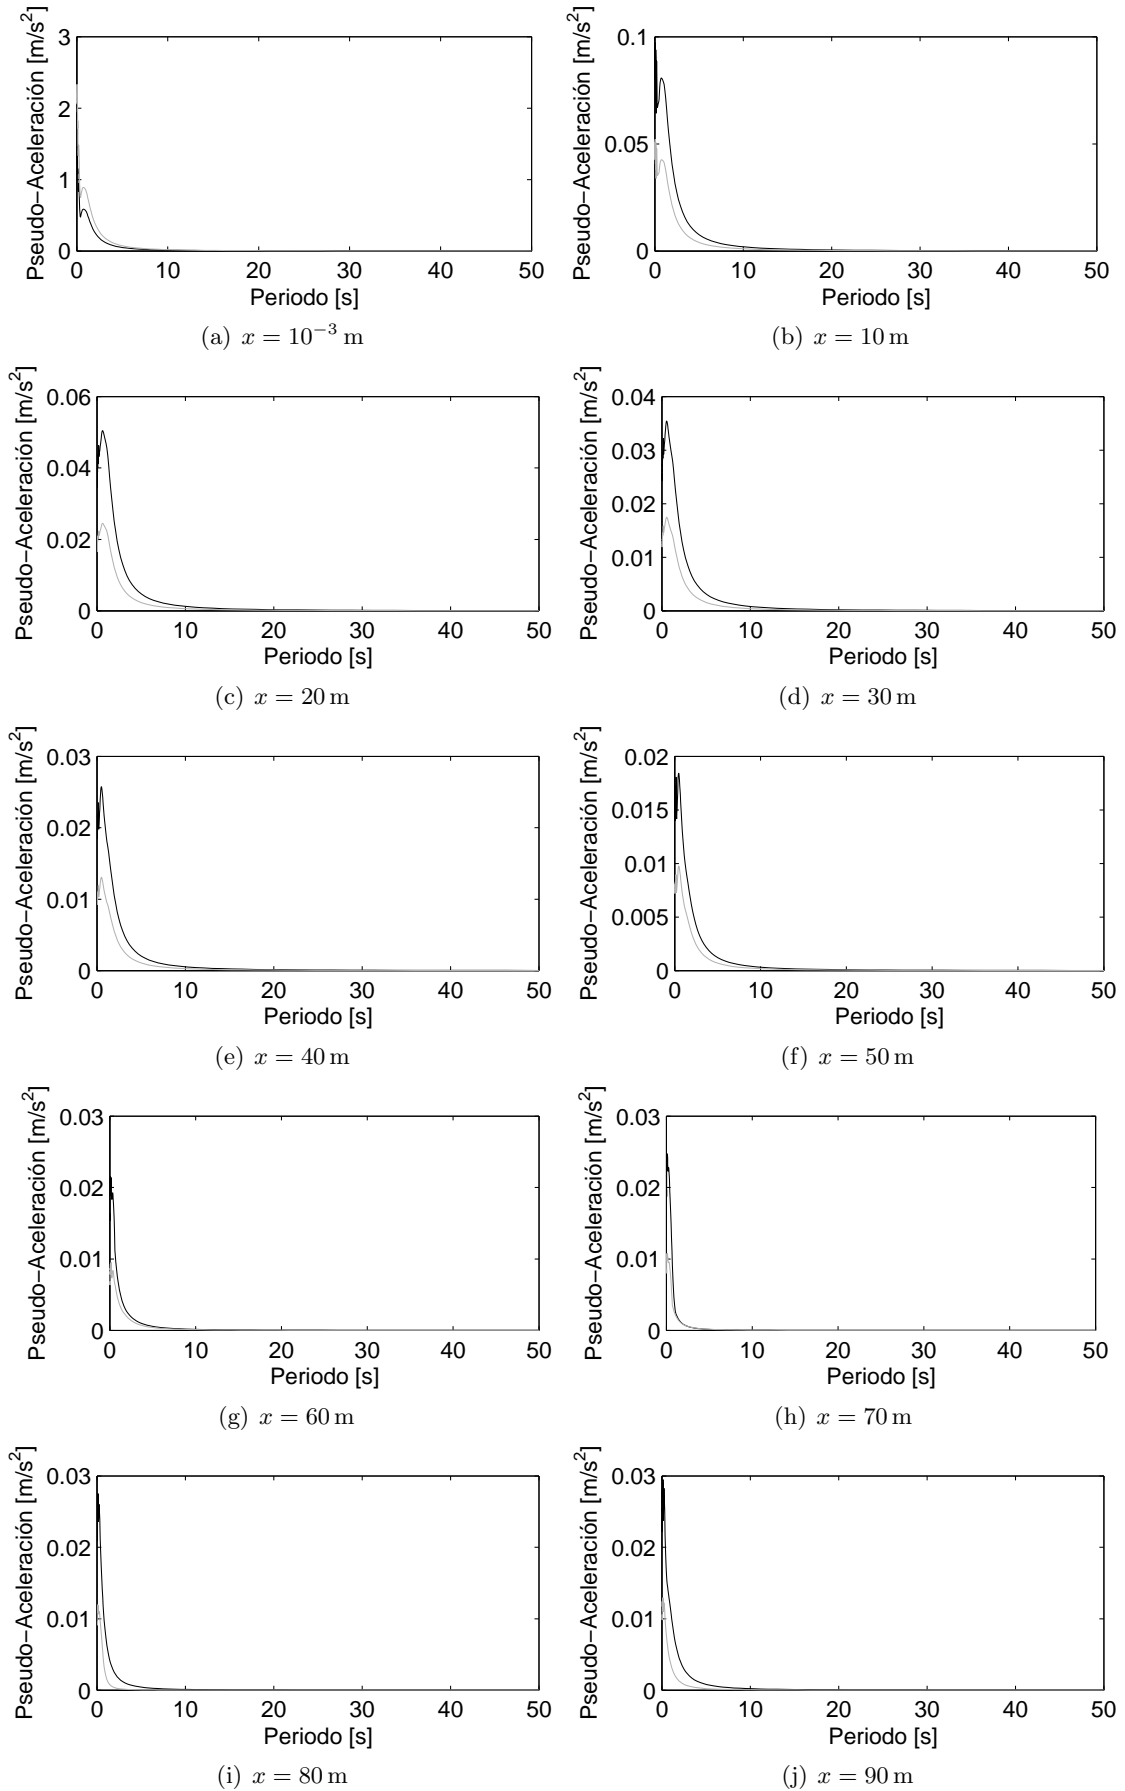 Pseudo−Aceleración [m/s²]
3
2
1
0
0 10 20 30 40 50
Periodo [s]
(a) x = 10⁻³ m
Pseudo−Aceleración [m/s²]
0.1
0.05
0
0 10 20 30 40 50
Periodo [s]
(b) x = 10 m
Pseudo−Aceleración [m/s²]
0.06
0.04
0.02
0
0 10 20 30 40 50
Periodo [s]
(c) x = 20 m
Pseudo−Aceleración [m/s²]
0.04
0.03
0.02
0.01
0
0 10 20 30 40 50
Periodo [s]
(d) x = 30 m
Pseudo−Aceleración [m/s²]
0.03
0.02
0.01
0
0 10 20 30 40 50
Periodo [s]
(e) x = 40 m
Pseudo−Aceleración [m/s²]
0.02
0.015
0.01
0.005
0
0 10 20 30 40 50
Periodo [s]
(f) x = 50 m
Pseudo−Aceleración [m/s²]
0.03
0.02
0.01
0
0 10 20 30 40 50
Periodo [s]
(g) x = 60 m
Pseudo−Aceleración [m/s²]
0.03
0.02
0.01
0
0 10 20 30 40 50
Periodo [s]
(h) x = 70 m
Pseudo−Aceleración [m/s²]
0.03
0.02
0.01
0
0 10 20 30 40 50
Periodo [s]
(i) x = 80 m
Pseudo−Aceleración [m/s²]
0.03
0.02
0.01
0
0 10 20 30 40 50
Periodo [s]
(j) x = 90 m